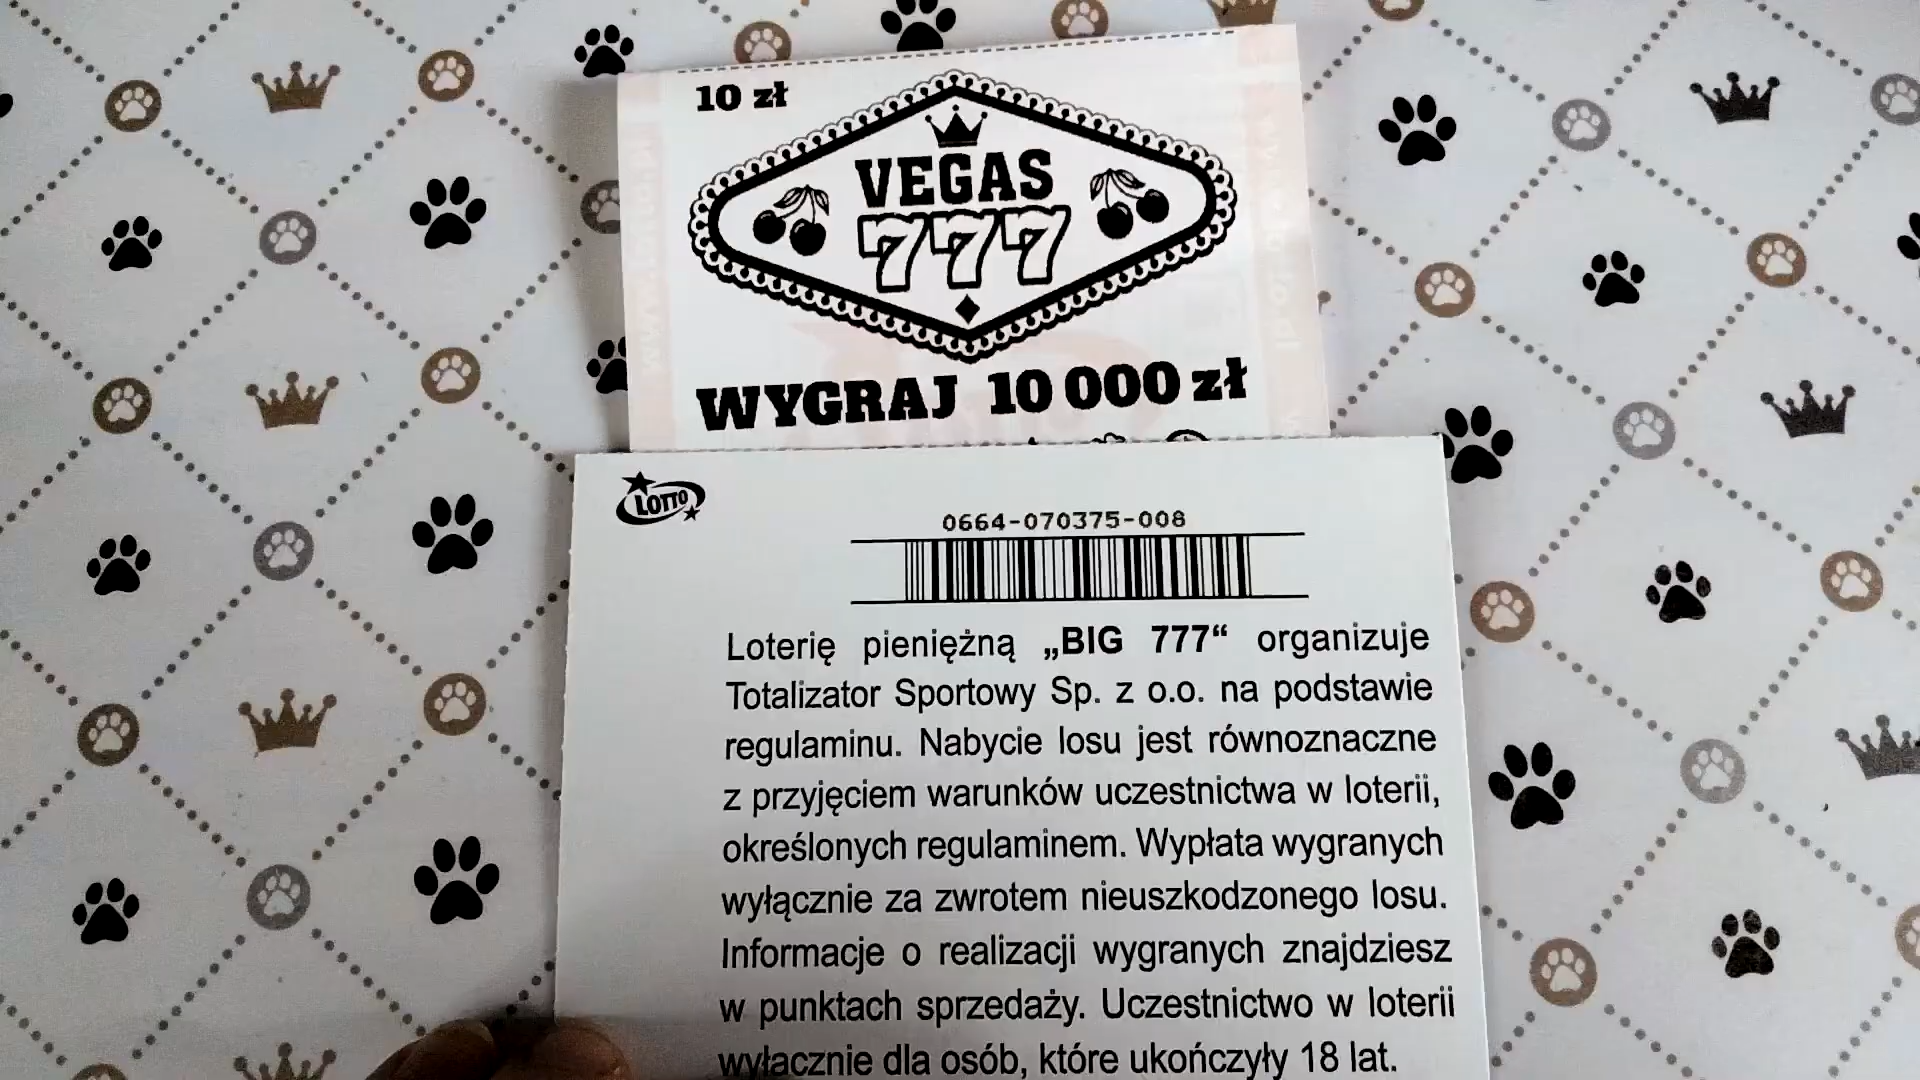 10 zł
VEGAS
777
WYGRAJ 10 000 zł
LOTTO
0664-070375-008
Loterię pieniężną „BIG 777“ organizuje
Totalizator Sportowy Sp. z o.o. na podstawie
regulaminu. Nabycie losu jest równoznaczne
z przyjęciem warunków uczestnictwa w loterii,
określonych regulaminem. Wypłata wygranych
wyłącznie za zwrotem nieuszkodzonego losu.
Informacje o realizacji wygranych znajdziesz
w punktach sprzedaży. Uczestnictwo w loterii
wyłącznie dla osób, które ukończyły 18 lat.